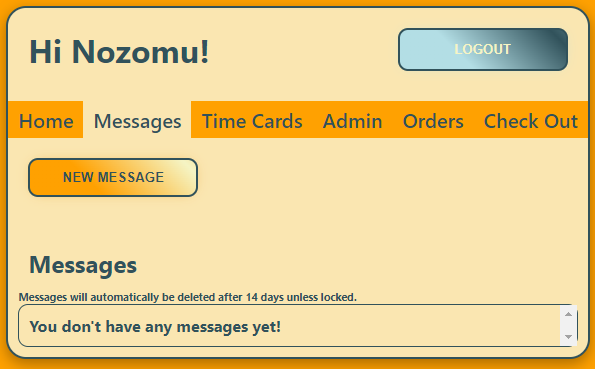 Hi Nozomu!
LOGOUT
Home Messages Time Cards Admin Orders Check Out
NEW MESSAGE
Messages
Messages will automatically be deleted after 14 days unless locked.
You don't have any messages yet!